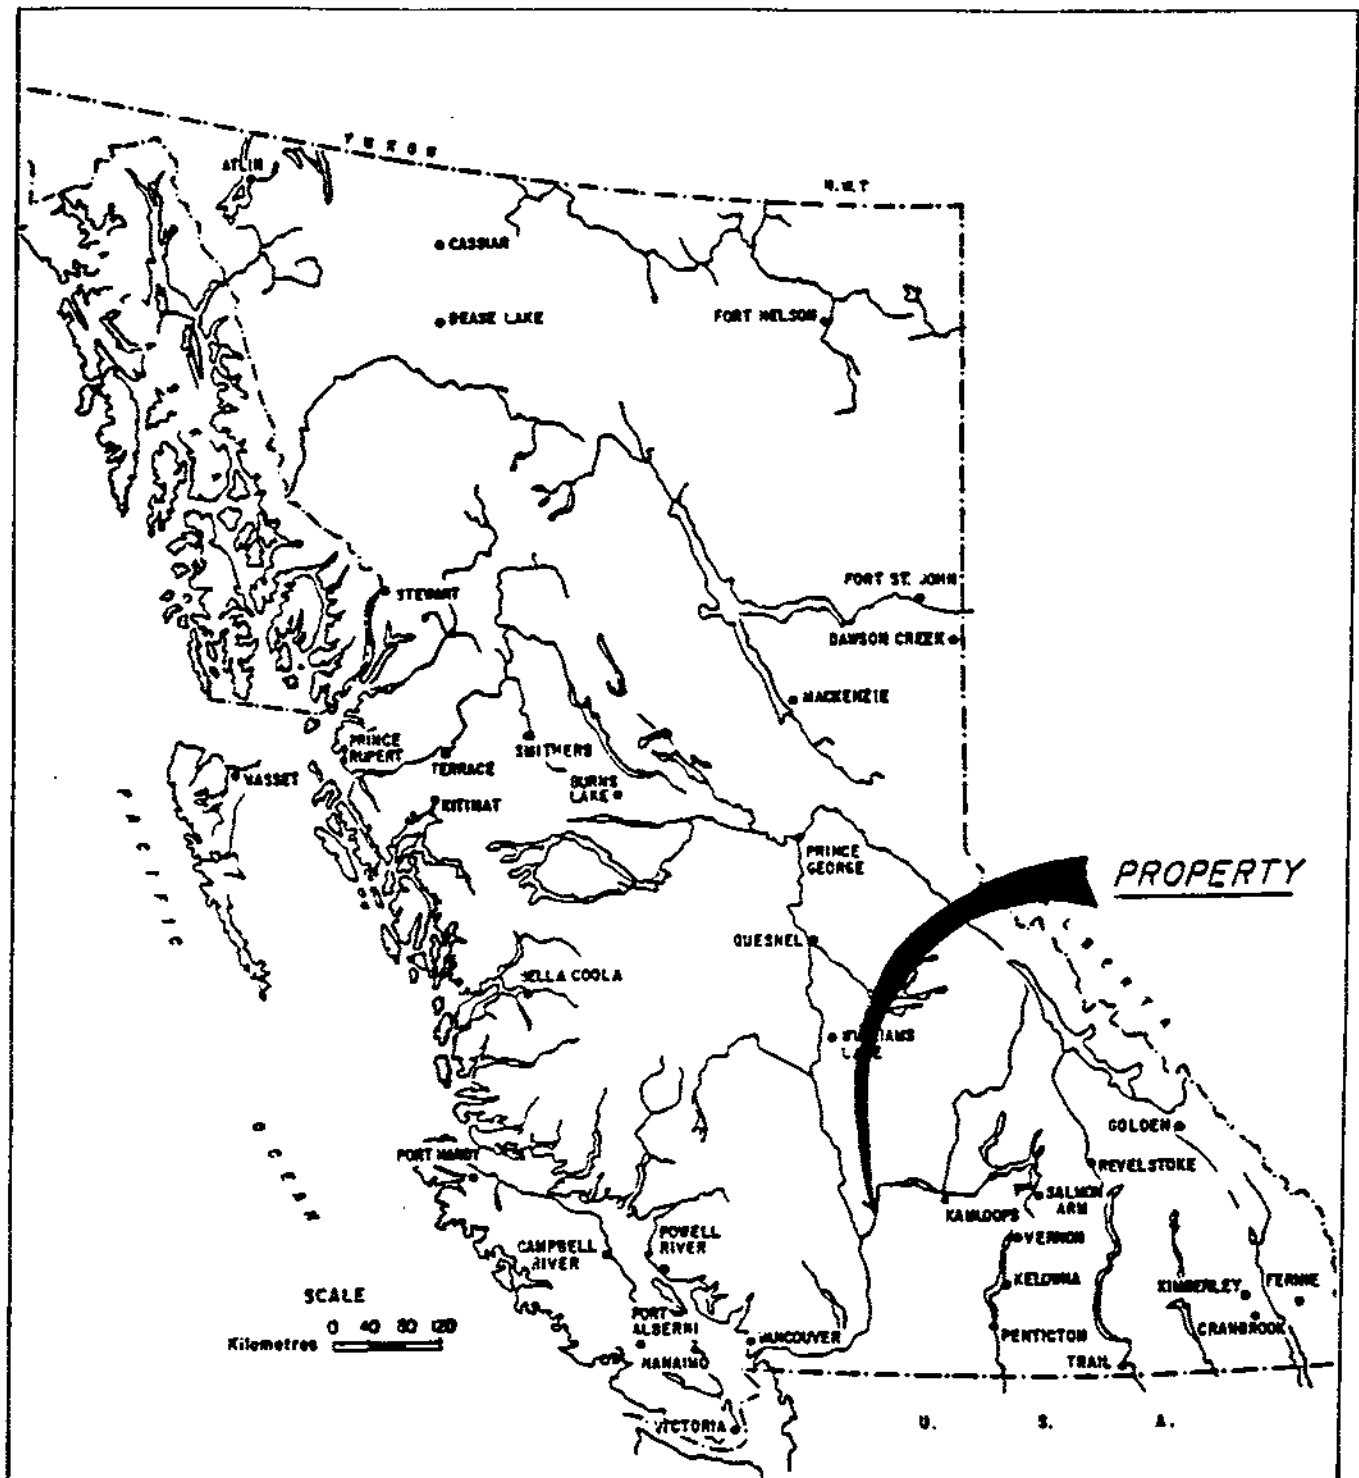 YUKON
ATLIN
N.W.T
CASSIAR
DEASE LAKE
FORT NELSON
FORT ST. JOHN
STEWART
DAWSON CREEK
MACKENZIE
PRINCE
RUPERT
SMITHERS
TERRACE
MASSET
BURNS
LAKE
KITIMAT
PACIFIC
PRINCE
GEORGE
PROPERTY
ALBERTA
QUESNEL
BELLA COOLA
WILLIAMS
LAKE
OCEAN
GOLDEN
PORT HARDY
REVELSTOKE
SALMON
ARM
KAMLOOPS
POWELL
RIVER
CAMPBELL
RIVER
VERNON
KELOWNA
KIMBERLEY
FERNIE
SCALE
0 40 80 120
Kilometres
PORT
ALBERNI
CRANBROOK
VANCOUVER
PENTICTON
NANAIMO
TRAIL
VICTORIA
U. S. A.